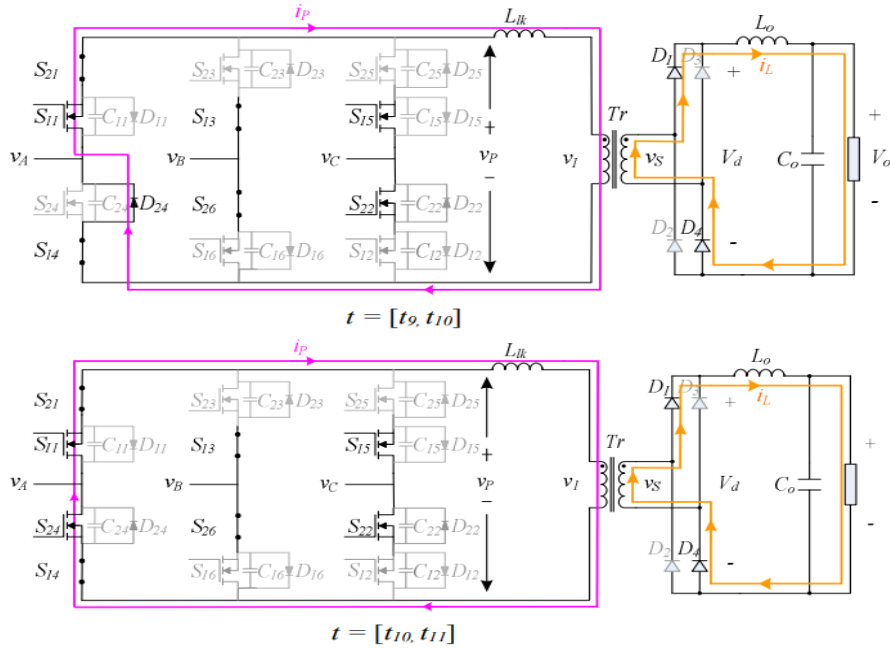 i_P L_lk L_o
S_21 S_23 C_23 D_23 S_25 C_25 D_25 D_1 D_3 i_L
S_11 C_11 D_11 S_13 S_15 C_15 D_15 + + Tr + +
v_A v_B v_C v_P v_I v_S V_d C_o V_o
S_24 C_24 D_24 S_26 S_22 C_22 D_22 − -
S_14 S_16 C_16 D_16 S_12 C_12 D_12 D_2 D_4 -
t = [t_9, t_10]
i_P L_lk L_o
S_21 S_23 C_23 D_23 S_25 C_25 D_25 D_1 D_3 i_L
S_11 C_11 D_11 S_13 S_15 C_15 D_15 + Tr + +
v_A v_B v_C v_P v_I v_S V_d C_o
S_24 C_24 D_24 S_26 S_22 C_22 D_22 − -
S_14 S_16 C_16 D_16 S_12 C_12 D_12 D_2 D_4 -
t = [t_10, t_11]